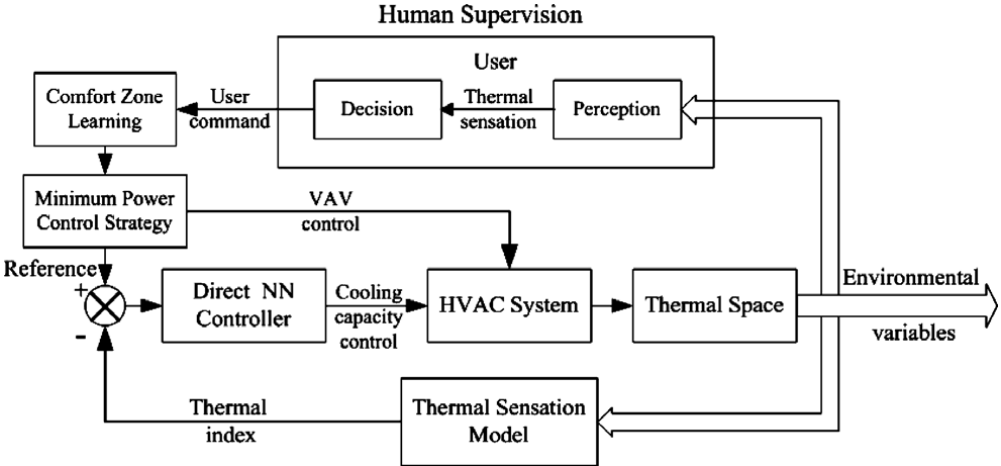 Human Supervision
User
Comfort Zone
Learning
User
command
Decision
Thermal
sensation
Perception
Minimum Power
Control Strategy
VAV
control
Reference
+
-
Direct NN
Controller
Cooling
capacity
control
HVAC System
Thermal Space
Environmental
variables
Thermal
index
Thermal Sensation
Model